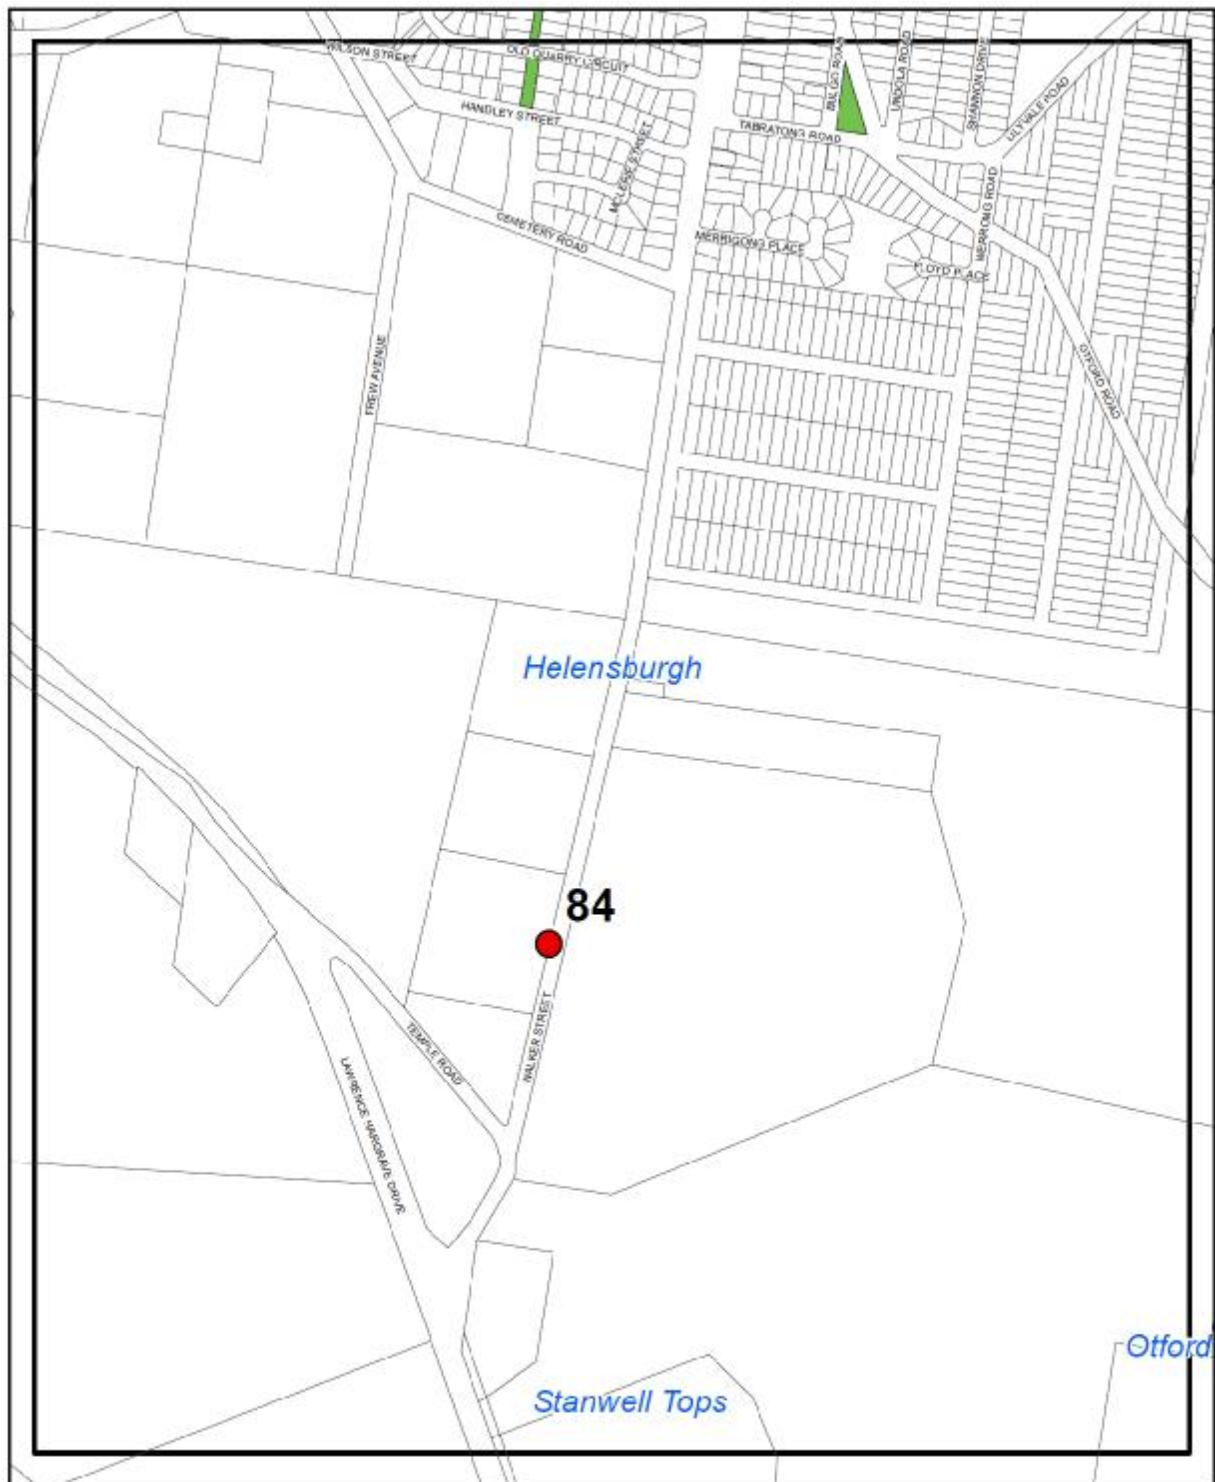 WILSON STREET
OLD QUARRY CIRCUIT
BULGO ROAD
UNDOLA ROAD
SHANNON DRIVE
LILYVALE ROAD
HANDLEY STREET
TABRATONG ROAD
MCLERIE STREET
CEMETERY ROAD
MERRIGONG PLACE
WERRONG ROAD
FLOYD PLACE
FREW AVENUE
OTFORD ROAD
Helensburgh
84
WALKER STREET
TEMPLE ROAD
LAWRENCE HARGRAVE DRIVE
Otford
Stanwell Tops